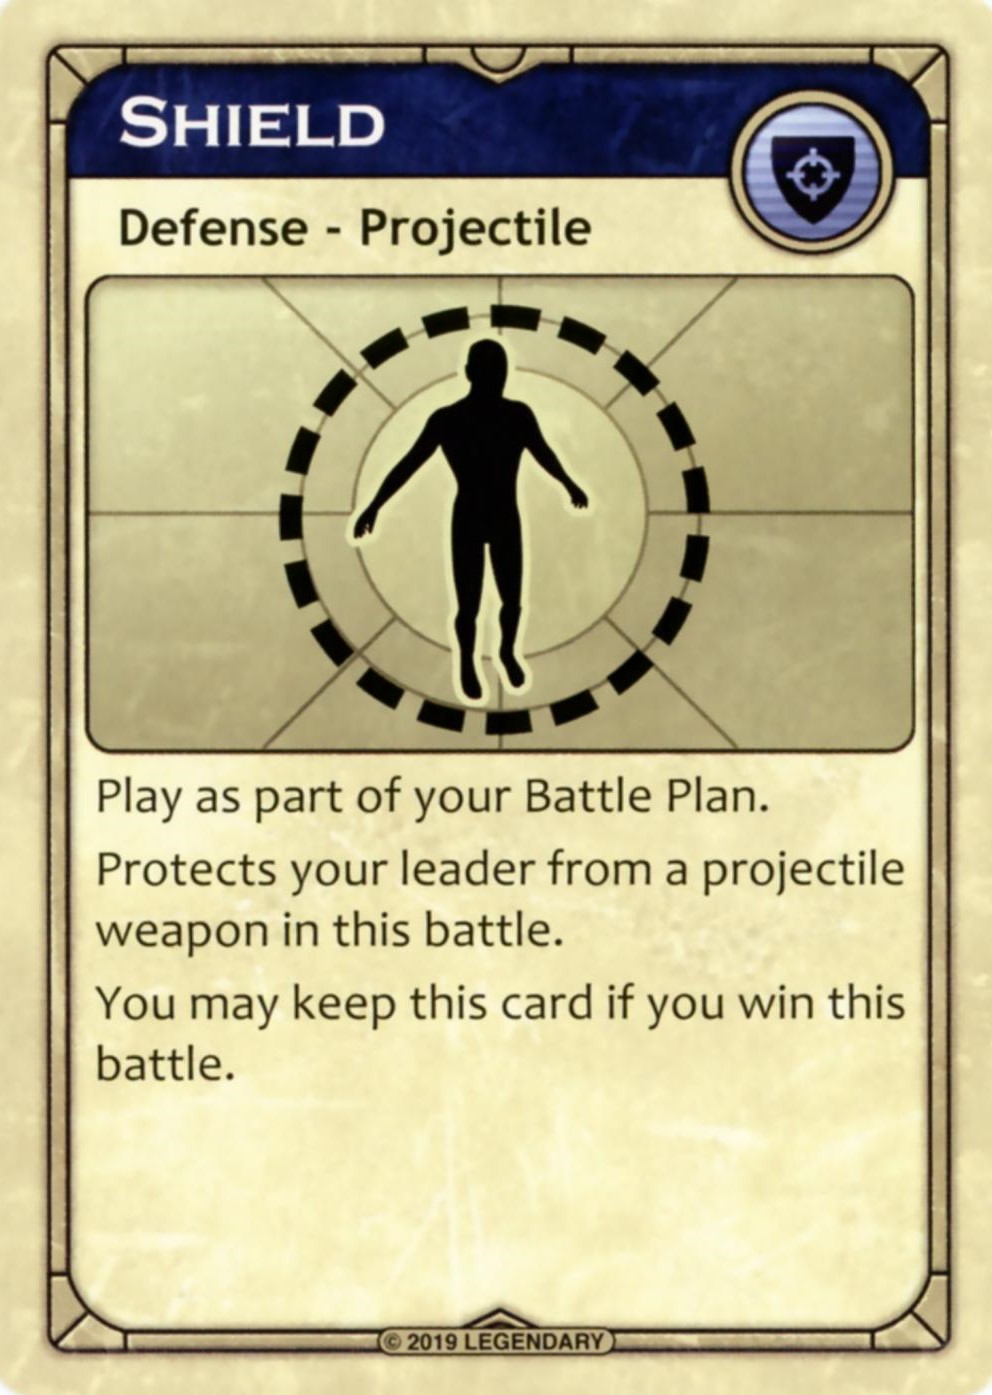 SHIELD
Defense - Projectile
Play as part of your Battle Plan.
Protects your leader from a projectile
weapon in this battle.
You may keep this card if you win this
battle.
© 2019 LEGENDARY